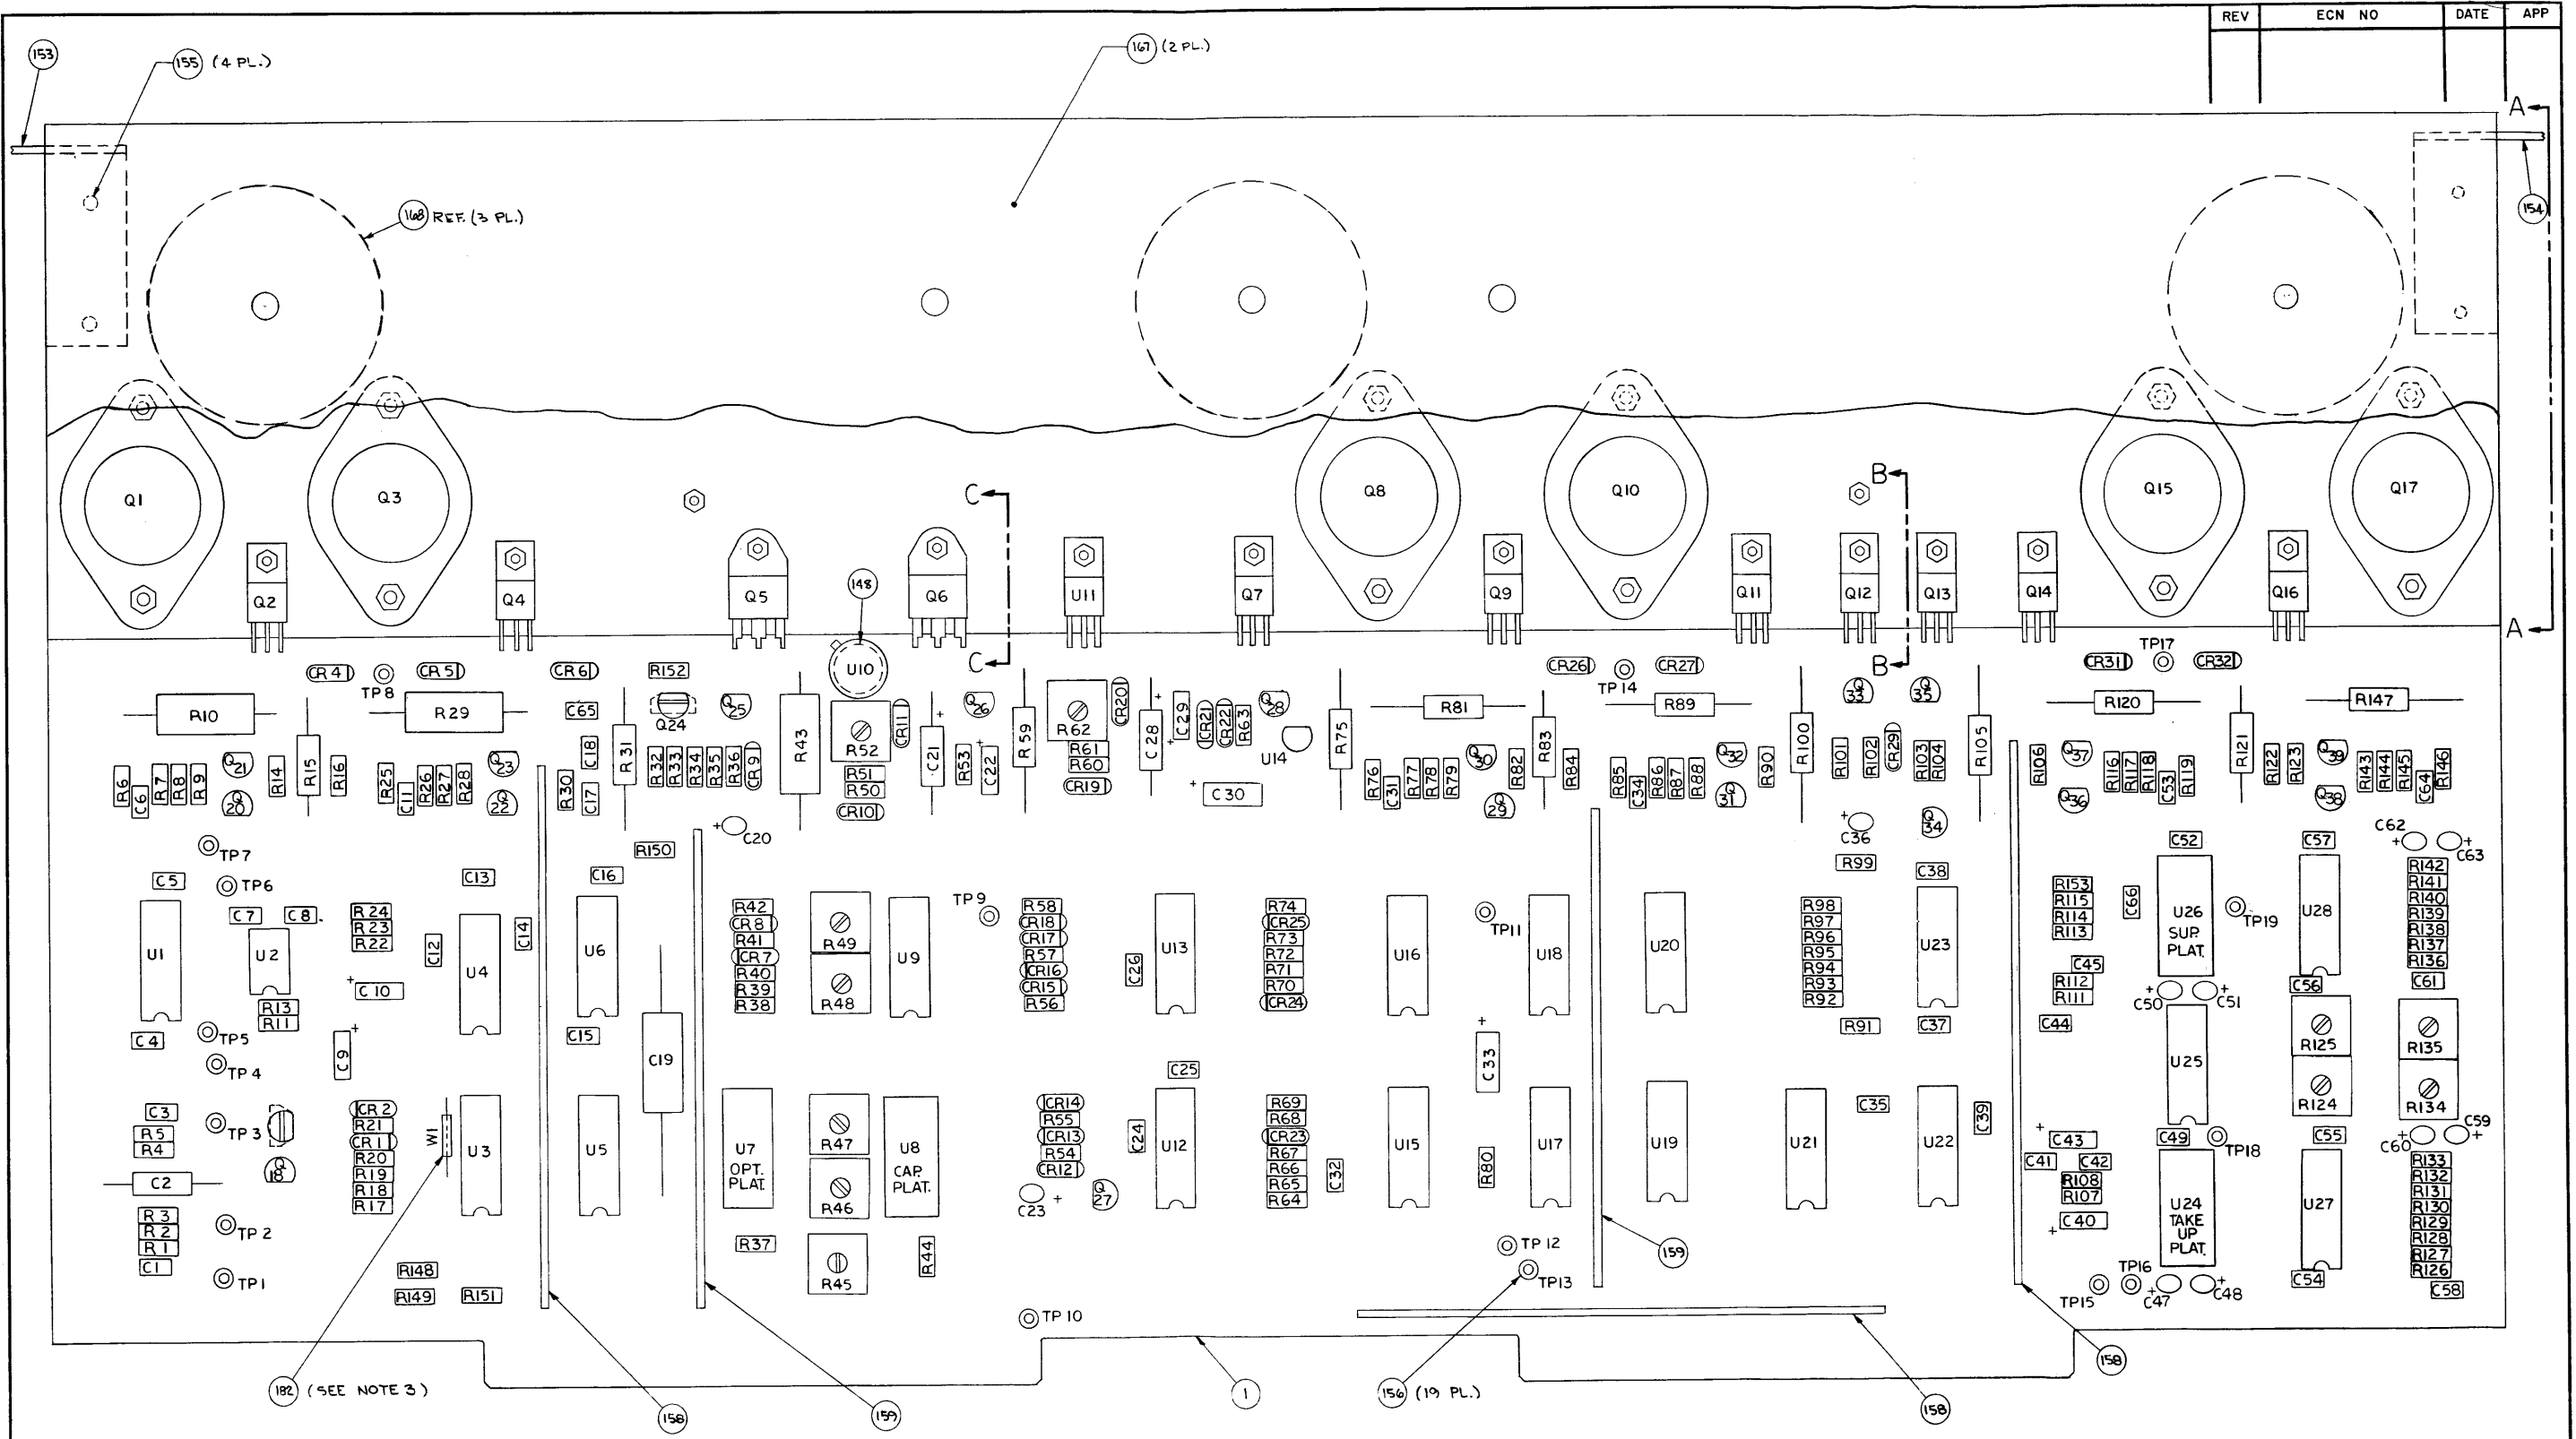 REV ECN NO DATE APP
153
155 (4 PL.)
167 (2 PL.)
A
154
168 REF. (3 PL.)
Q1 Q3 Q8 Q10 Q15 Q17
C B
Q2 Q4 Q5 Q6 U11 Q7 Q9 Q11 Q12 Q13 Q14 Q16
148
A
C B
CR4 TP8 CR5 CR6 R152 U10 CR26 TP14 CR27 CR31 TP17 CR32
R10 R29 C65 Q24 Q25 R43 R52 CR11 C21 Q26 R59 R62 CR20 C28 C29 CR21 CR22 R63 Q28 U14 R75 R81 R89 R100 Q33 Q35 R105 R120 R147
R6 C6 R7 R8 R9 Q21 Q20 R14 R15 R16 R25 C11 R26 R27 R28 Q23 Q22 R30 C18 C17 R31 R32 R33 R34 R35 R36 CR9
R51 R50 CR10 R53 C22 R61 R60 CR19 C30
R76 C31 R77 R78 R79 Q30 Q29 R82 R83 R84 R85 C34 R86 R87 R88 Q32 Q31 R90 R101 R102 CR29 R103 R104
R106 Q37 Q36 R116 R117 R118 C53 R119 R121 R122 R123 Q39 Q38 R143 R144 R145 C64 R146
TP7 C20 R150 C36 Q34 R99 C38 C52 C57 C62 C63
C5 TP6 C13 C16
U1 C7 C8 U2 R24 R23 R22 C12 U4 C14 U6
R13 R11 C10 C4 TP5 TP4 C9 C15 C19
R42 CR8 R41 CR7 R40 R39 R38 R49 R48 U9
TP9 R58 CR18 CR17 R57 CR16 CR15 R56 C26 U13
R74 CR25 R73 R72 R71 R70 CR24 U16 TP11 U18 U20
R98 R97 R96 R95 R94 R93 R92 R91 U23 C37
R153 R115 R114 R113 C66 C45 R112 R111 C44
U26 SUP. PLAT. TP19 U28 C50 C51 C56
R142 R141 R140 R139 R138 R137 R136 C61
C33 C25 U25 R125 R124 R135 R134
C3 R5 R4 TP3 Q18 C2 R3 R2 R1 C1 TP2 TP1
CR2 R21 CR1 R20 R19 R18 R17 W1 U3 U5
R148 R149 R151
U7 OPT. PLAT. R37 R47 R46 R45 U8 CAP. PLAT. R44
CR14 R55 CR13 R54 CR12 C23 Q27 C24 U12
R69 R68 CR23 R67 R66 R65 R64 C32 U15 R80 U17 U19 U21 C35 U22 C39
C43 C41 C42 R108 R107 C40 C49 TP18 C55 C60 C59
U24 TAKE UP PLAT. U27 C54
R133 R132 R131 R130 R129 R128 R127 R126 C58
TP10 TP12 TP13 159 TP15 TP16 C47 C48
182 (SEE NOTE 3)
158
159
1
156 (19 PL.)
158
158